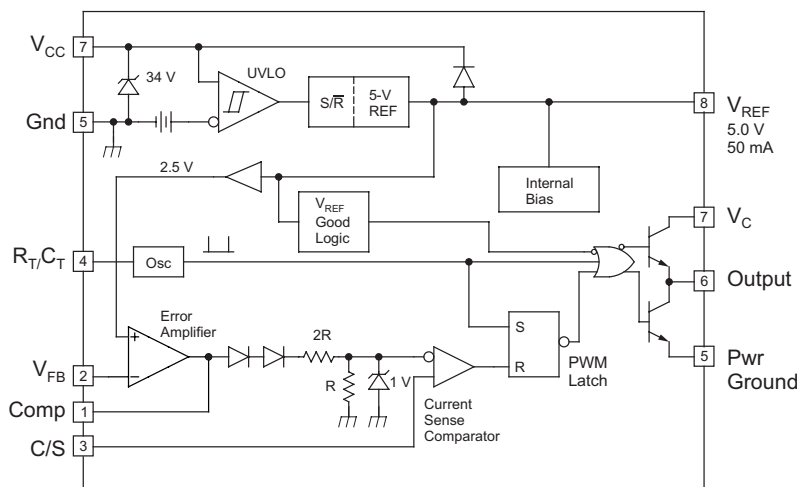 VCC
7
34 V
UVLO
S/R̅
5-V
REF
8
VREF
5.0 V
50 mA
Gnd
5
2.5 V
VREF
Good
Logic
Internal
Bias
7
VC
RT/CT
4
Osc
6
Output
Error
Amplifier
+
−
2R
R
1 V
S
R
PWM
Latch
5
Pwr
Ground
VFB
2
Comp
1
C/S
3
Current
Sense
Comparator